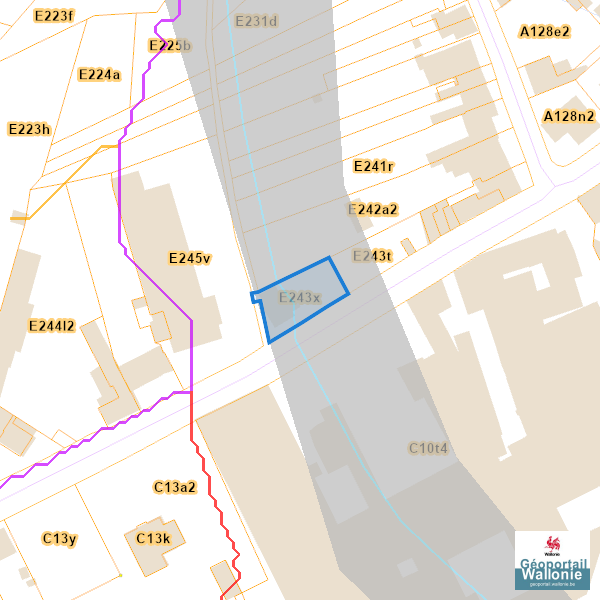 E223f
E231d
A128e2
E225b
E224a
A128n2
E223h
E241r
E242a2
E245v
E243t
E243x
E244l2
C10t4
C13a2
C13y
C13k
Wallonie
Géoportail
Wallonie
geoportail.wallonie.be